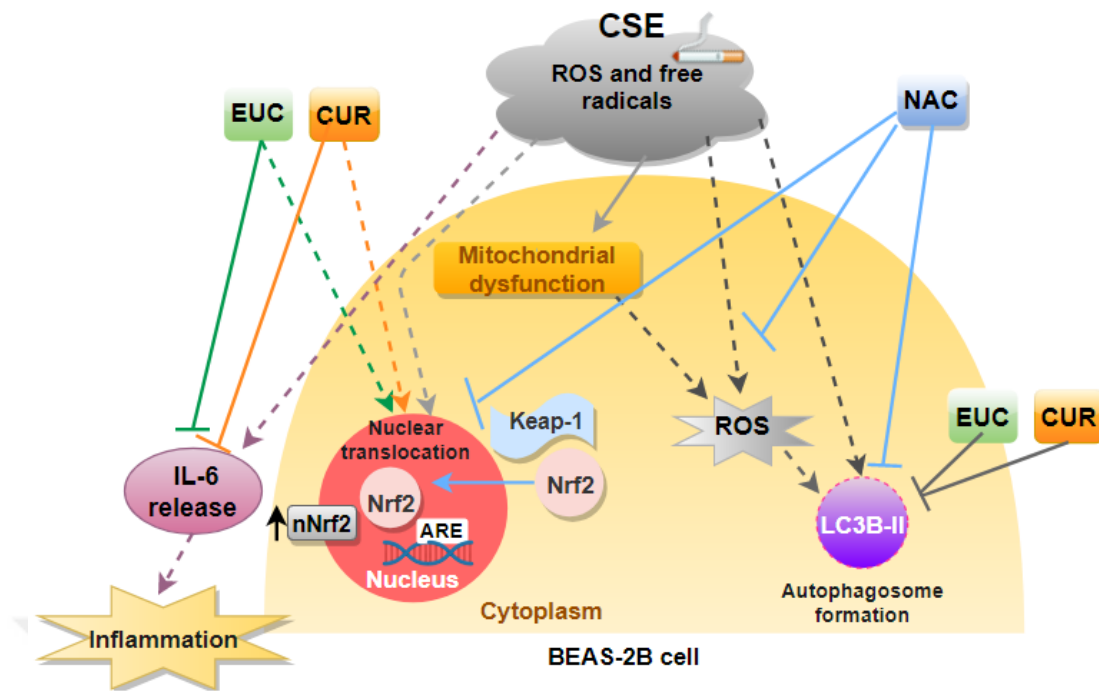 CSE
ROS and free
radicals
EUC
CUR
NAC
Mitochondrial
dysfunction
Nuclear
translocation
Keap-1
ROS
EUC
CUR
IL-6
release
Nrf2
Nrf2
nNrf2
ARE
LC3B-II
Nucleus
Autophagosome
formation
Cytoplasm
Inflammation
BEAS-2B cell